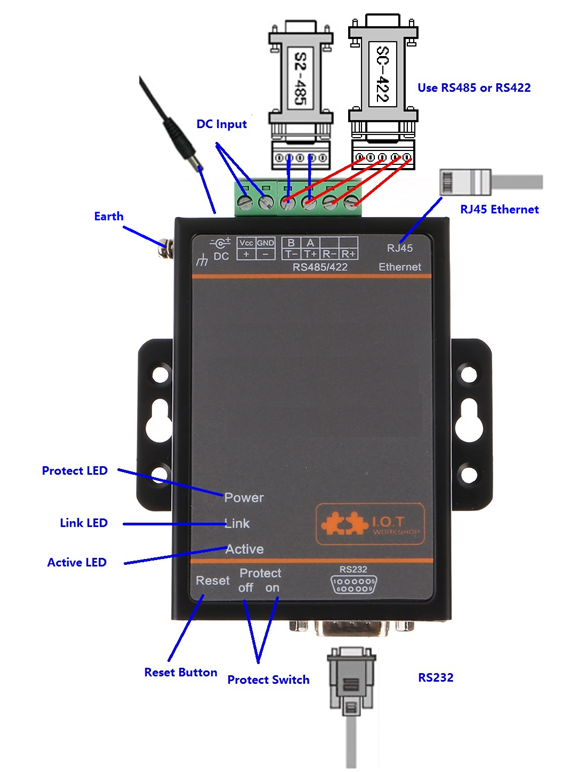 S2-485
SC-422
Use RS485 or RS422
DC Input
RJ45 Ethernet
Earth
DC
Vcc GND
+ −
B A
T− T+ R− R+
RS485/422
RJ45
Ethernet
Protect LED
Power
Link LED
Link
Active LED
Active
I.O.T
WORKSHOP
Reset
Protect
off on
RS232
Reset Button
Protect Switch
RS232